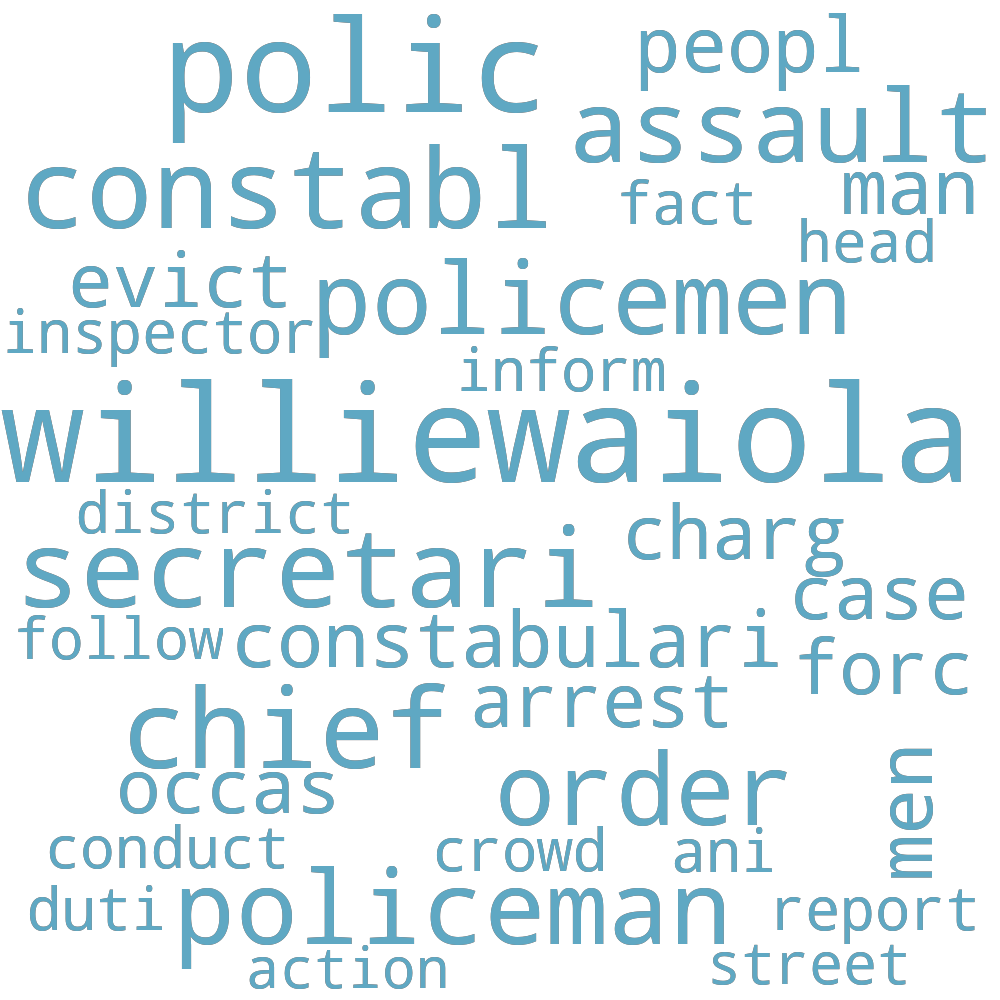 polic
peopl
assault
constabl
man
fact
head
evict
policemen
inspector
inform
williewaiola
district
charg
secretari
case
follow
constabulari
forc
arrest
chief
occas
order
men
conduct
crowd
ani
duti
policeman
report
action
street